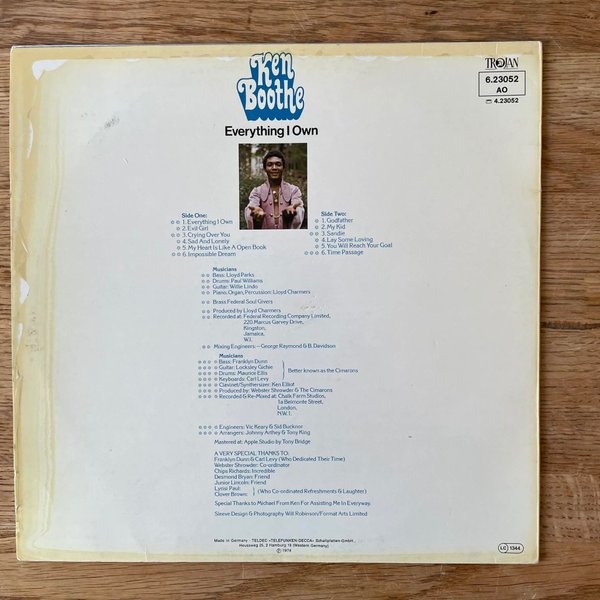 Ken
Boothe
TROJAN
6.23052
AO
4.23052
Everything I Own
Side One:
1. Everything I Own
2. Evil Girl
3. Crying Over You
4. Sad And Lonely
5. My Heart Is Like A Open Book
6. Impossible Dream
Side Two:
1. Godfather
2. My Kid
3. Sandie
4. Lay Some Loving
5. You Will Reach Your Goal
6. Time Passage
Musicians
Bass: Lloyd Parks
Drums: Paul Williams
Guitar: Willie Lindo
Piano, Organ, Percussion: Lloyd Charmers
Brass Federal Soul Givers
Produced by Lloyd Charmers
Recorded at: Federal Recording Company Limited,
220 Marcus Garvey Drive,
Kingston,
Jamaica,
W.I.
Mixing Engineers:—George Raymond & B. Davidson
Musicians
Bass: Franklyn Dunn
Guitar: Locksley Gichie
Drums: Maurice Ellis
Keyboards: Carl Levy
Better known as the Cimarons
Clavinet/Synthersizer: Ken Elliot
Produced by: Webster Shrowder & The Cimarons
Recorded & Re-Mixed at: Chalk Farm Studios,
1a Belmonte Street,
London,
N.W.1.
Engineers: Vic Keary & Sid Bucknor
Arrangers: Johnny Arthey & Tony King
Mastered at: Apple Studio by Tony Bridge
A VERY SPECIAL THANKS TO:
Franklyn Dunn & Carl Levy (Who Dedicated Their Time)
Webster Shrowder: Co-ordinator
Chips Richards: Incredible
Desmond Bryan: Friend
Junior Lincoln: Friend
Lynsi Paul:
Clover Brown:
(Who Co-ordinated Refreshments & Laughter)
Special Thanks to Michael From Ken For Assisting Me in Everyway.
Sleeve Design & Photography Will Robinson/Format Arts Limited
Made in Germany · TELDEC »TELEFUNKEN-DECCA« Schallplatten-GmbH.,
Heussweg 25, 2 Hamburg 19 (Western Germany)
℗ 1974
LC 1344